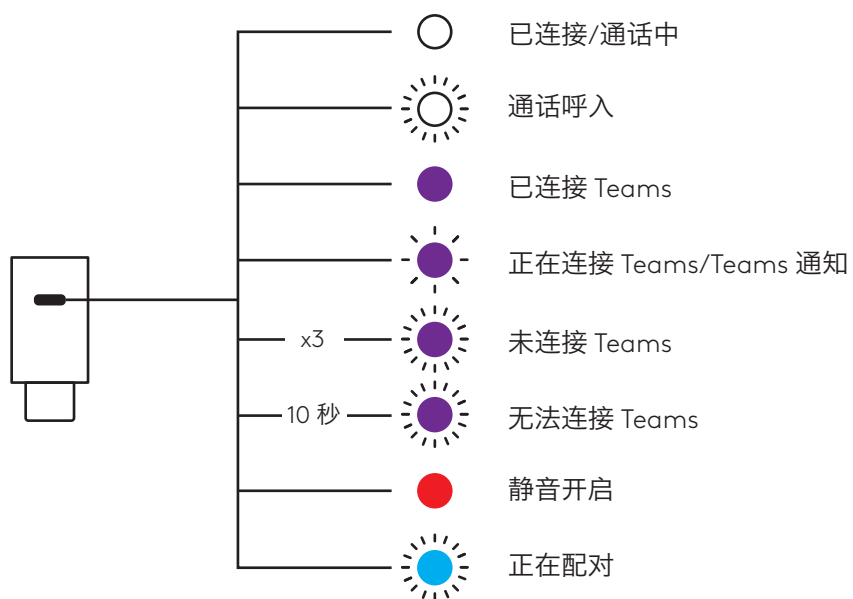 已连接/通话中
通话呼入
已连接 Teams
正在连接 Teams/Teams 通知
x3 未连接 Teams
10 秒 无法连接 Teams
静音开启
正在配对